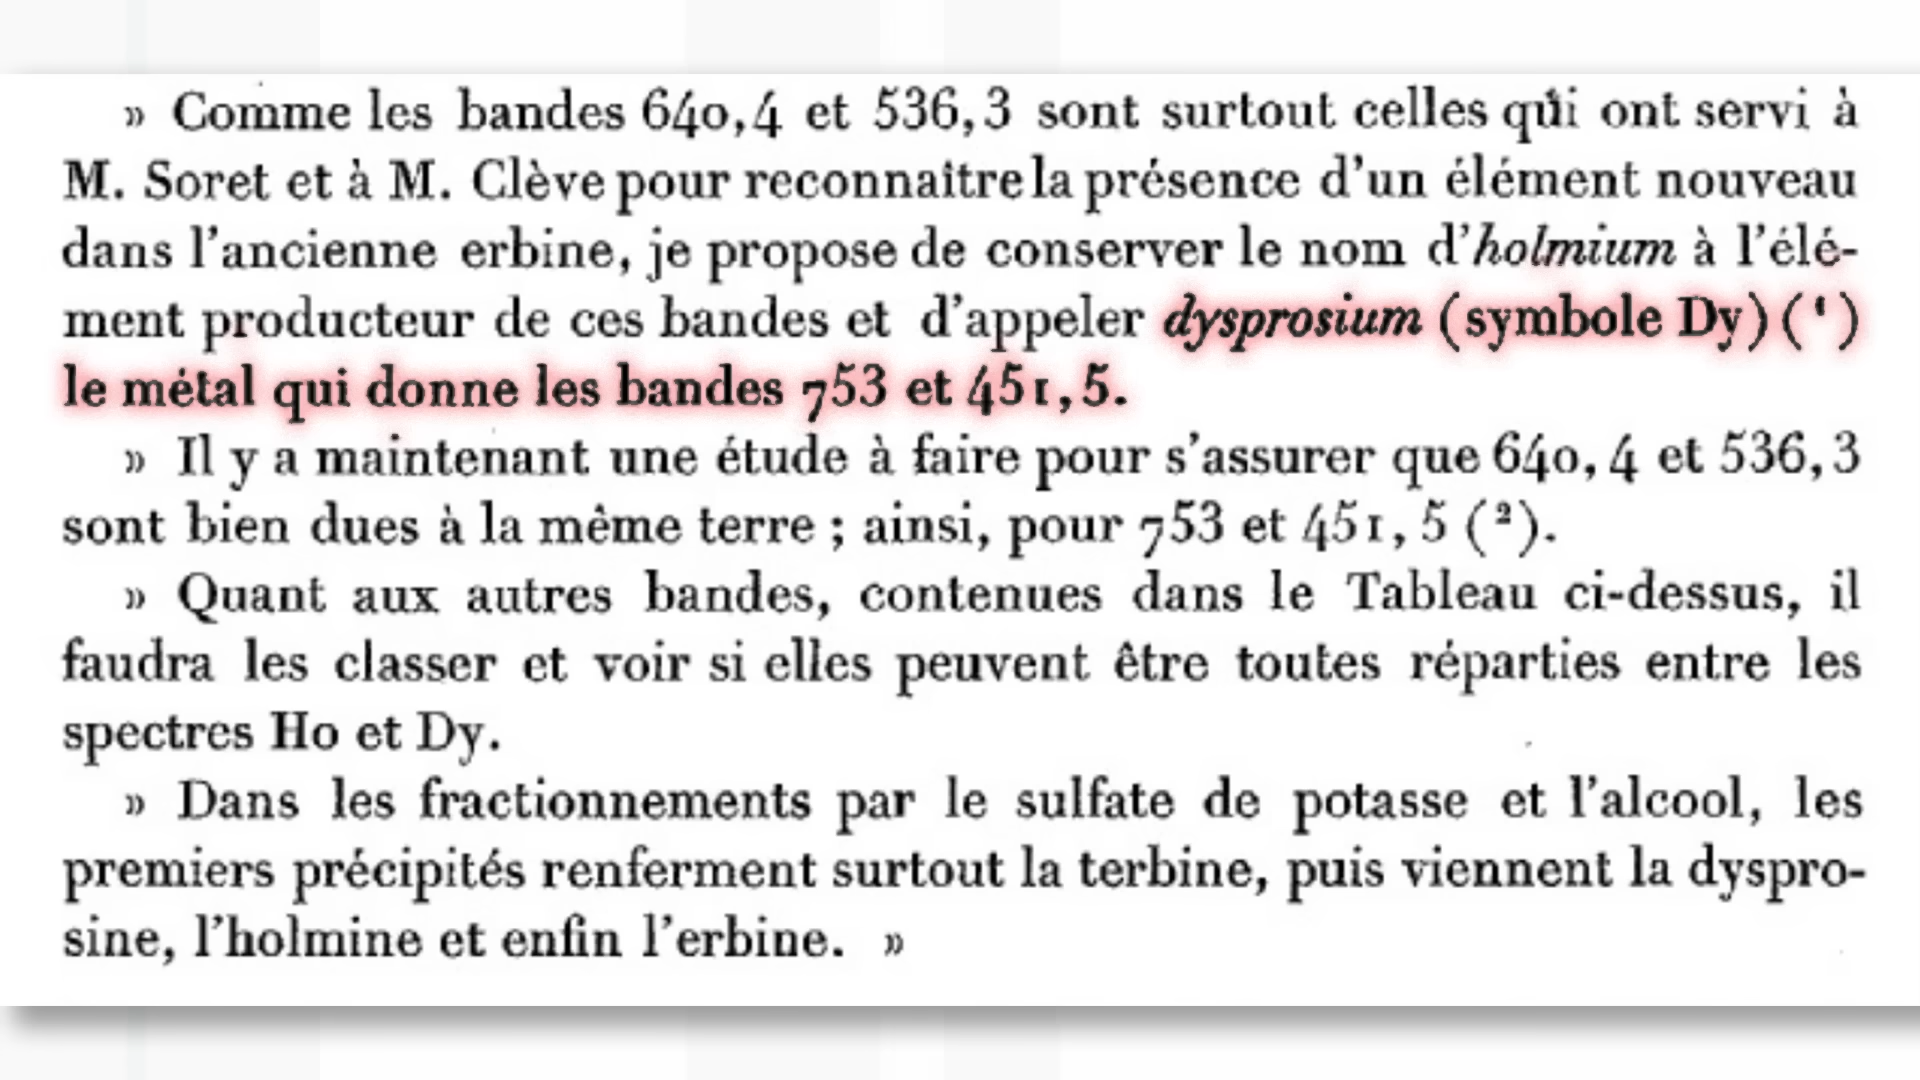 » Comme les bandes 640,4 et 536,3 sont surtout celles qui ont servi à
M. Soret et à M. Clève pour reconnaître la présence d'un élément nouveau
dans l'ancienne erbine, je propose de conserver le nom d'holmium à l'élé-
ment producteur de ces bandes et d'appeler dysprosium (symbole Dy) (¹)
le métal qui donne les bandes 753 et 451,5.
» Il y a maintenant une étude à faire pour s'assurer que 640,4 et 536,3
sont bien dues à la même terre ; ainsi, pour 753 et 451,5 (²).
» Quant aux autres bandes, contenues dans le Tableau ci-dessus, il
faudra les classer et voir si elles peuvent être toutes réparties entre les
spectres Ho et Dy.
» Dans les fractionnements par le sulfate de potasse et l'alcool, les
premiers précipités renferment surtout la terbine, puis viennent la dyspro-
sine, l'holmine et enfin l'erbine. »